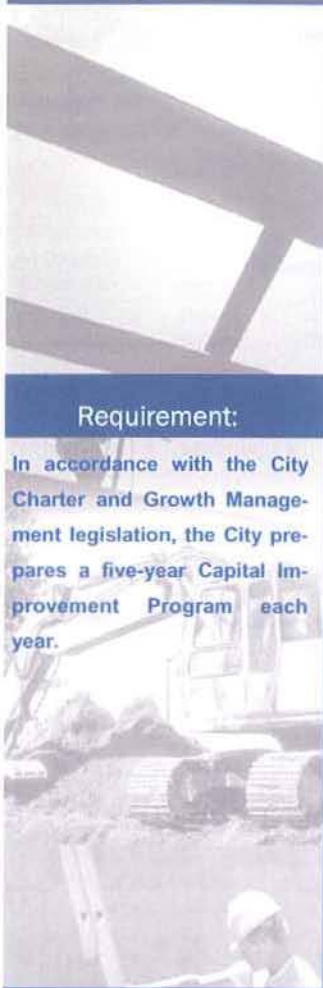 Requirement:
In accordance with the City
Charter and Growth Manage-
ment legislation, the City pre-
pares a five-year Capital Im-
provement Program each
year.